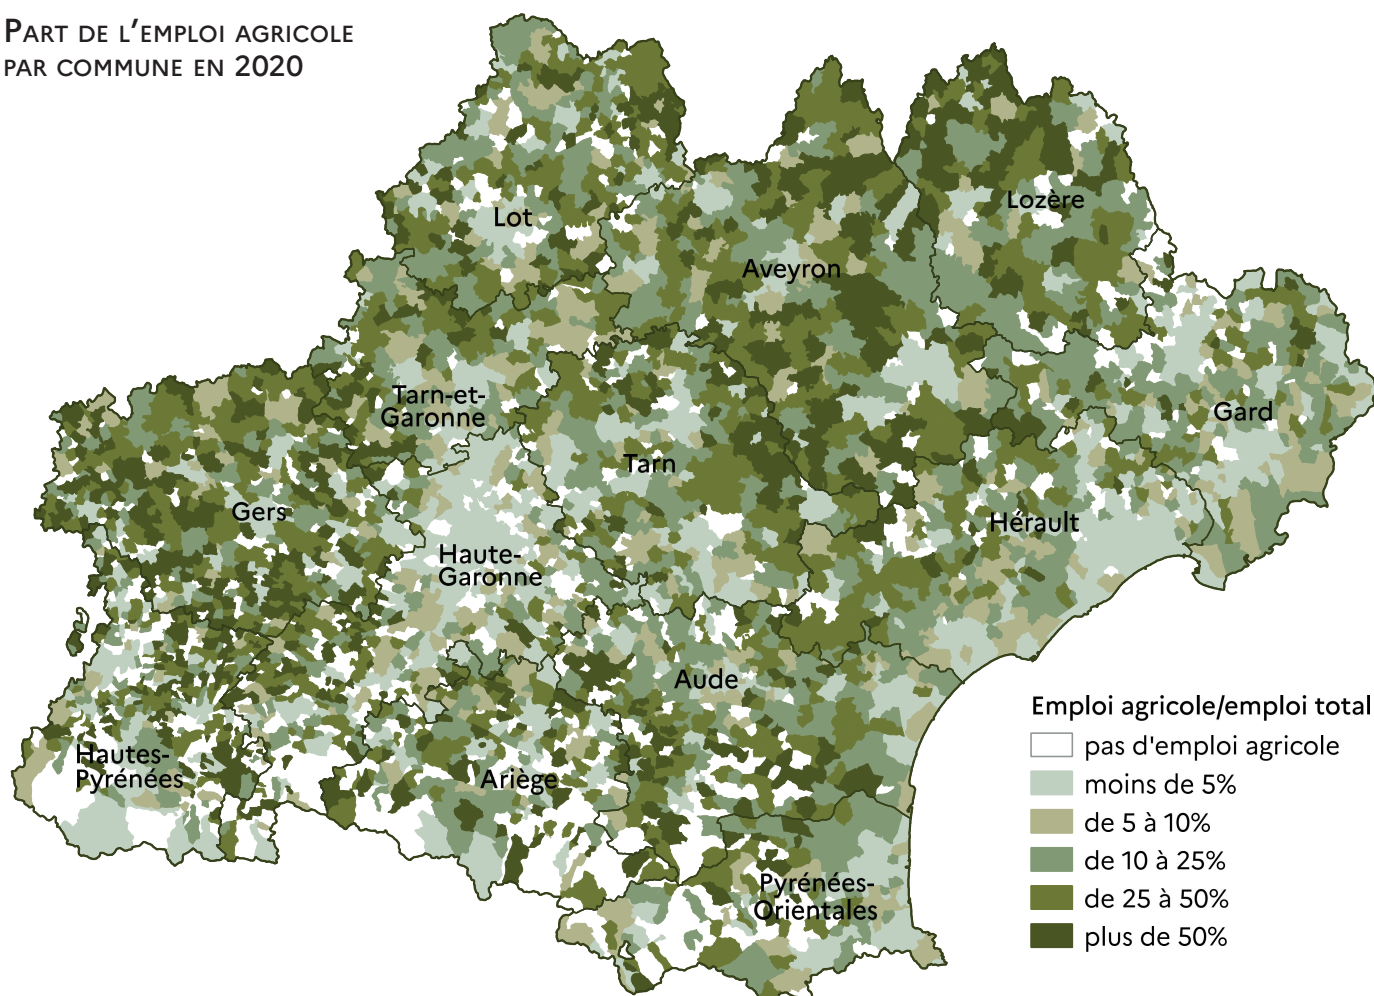 PART DE L'EMPLOI AGRICOLE
PAR COMMUNE EN 2020
Lot
Lozère
Aveyron
Tarn-et-
Garonne
Gard
Tarn
Gers
Hérault
Haute-
Garonne
Aude
Hautes-
Pyrénées
Ariège
Pyrénées-
Orientales
Emploi agricole/emploi total
pas d'emploi agricole
moins de 5%
de 5 à 10%
de 10 à 25%
de 25 à 50%
plus de 50%